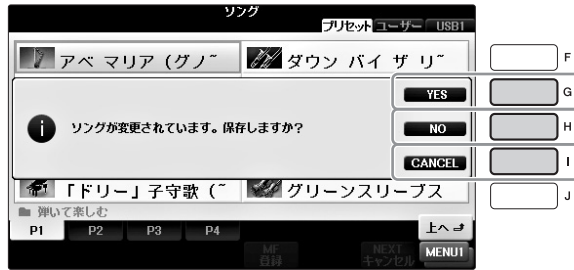 ソング
プリセット ユーザー USB1
アベ マリア (グノ~ ダウン バイ ザ リ~
F
YES G
ソングが変更されています。保存しますか？ NO H
CANCEL I
「ドリー」子守歌 (~ グリーンスリーブス
J
弾いて楽しむ
P1 P2 P3 P4 上へ
MF NEXT MENU1
登録 キャンセル